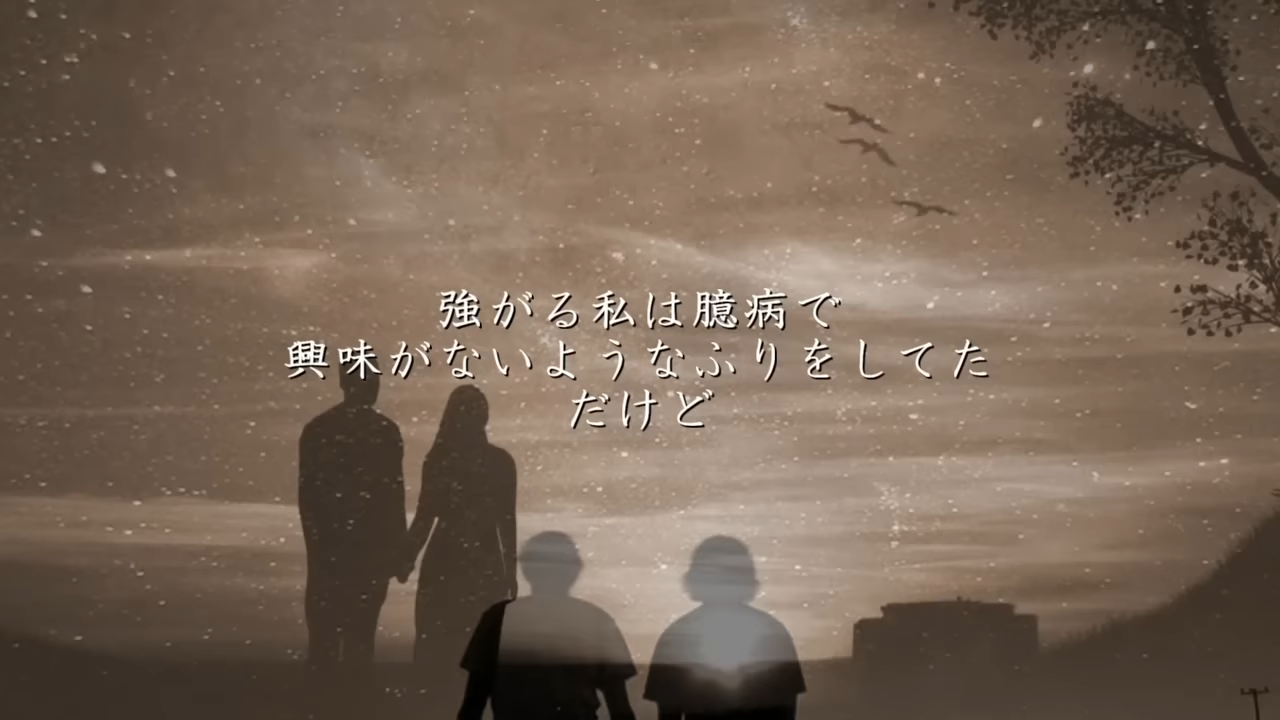 強がる私は臆病で
興味がないようなふりをしてた
だけど